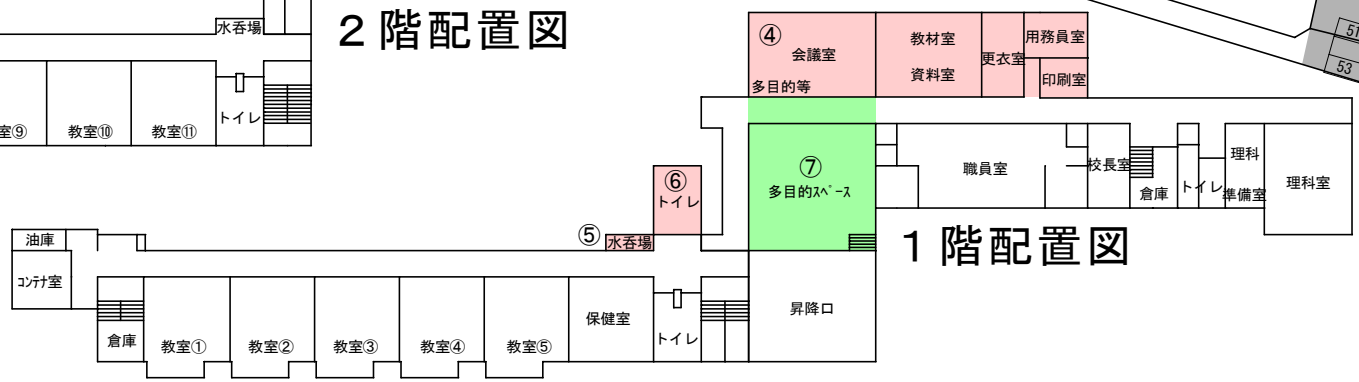 ２階配置図
水呑場
室⑨
教室⑩
教室⑪
トイレ
51
53
④
会議室
多目的等
教材室
資料室
更衣室
用務員室
印刷室
⑦
多目的ｽﾍﾟｰｽ
職員室
校長室
倉庫
トイレ
理科
準備室
理科室
１階配置図
⑥
トイレ
⑤
水呑場
油庫
ｺﾝﾃﾅ室
倉庫
教室①
教室②
教室③
教室④
教室⑤
保健室
トイレ
昇降口